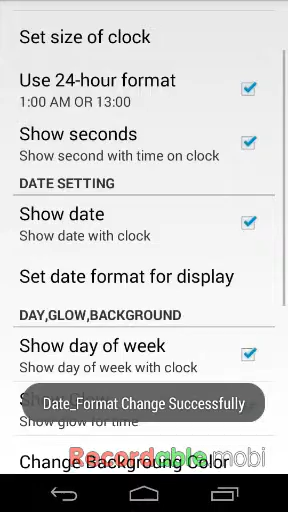 Set size of clock
Use 24-hour format
1:00 AM OR 13:00
Show seconds
Show second with time on clock
DATE SETTING
Show date
Show date with clock
Set date format for display
DAY,GLOW,BACKGROUND
Show day of week
Show day of week with clock
Date_Format Change Successfully
Show glow for time
Recordable.mobi
Change Backgroung Color